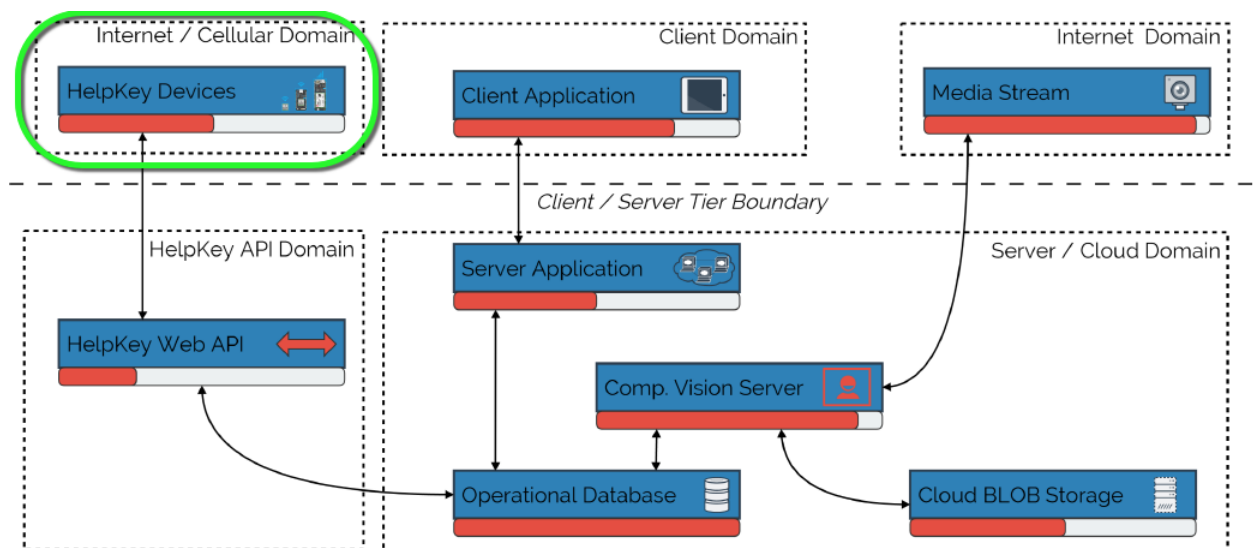 Internet / Cellular Domain
Client Domain
Internet Domain
HelpKey Devices
Client Application
Media Stream
Client / Server Tier Boundary
HelpKey API Domain
Server / Cloud Domain
Server Application
HelpKey Web API
Comp. Vision Server
Operational Database
Cloud BLOB Storage